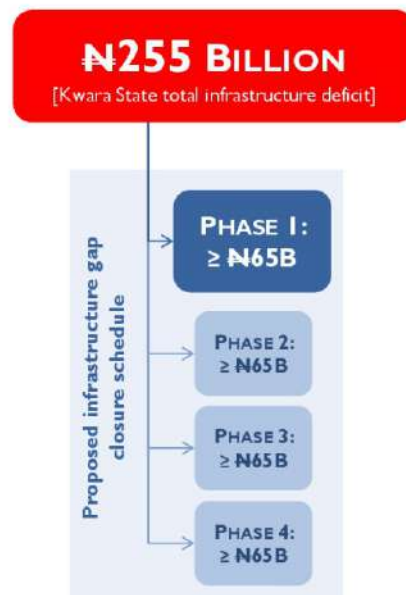 ₦255 BILLION
[Kwara State total infrastructure deficit]
Proposed infrastructure gap
closure schedule
PHASE 1:
≥ ₦65B
PHASE 2:
≥ ₦65B
PHASE 3:
≥ ₦65B
PHASE 4:
≥ ₦65B